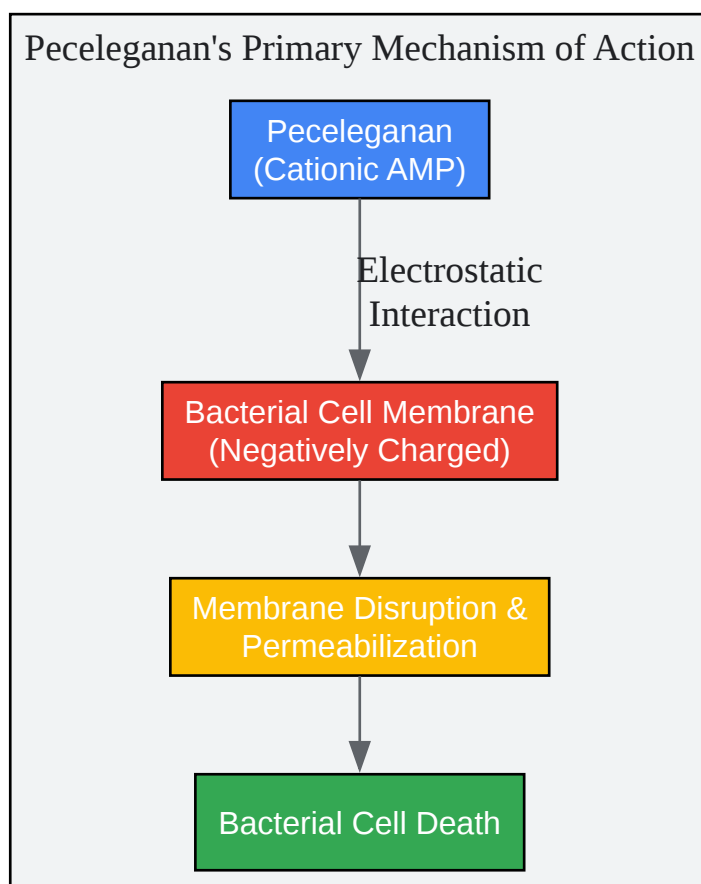 Peceleganan's Primary Mechanism of Action
Peceleganan
(Cationic AMP)
Electrostatic
Interaction
Bacterial Cell Membrane
(Negatively Charged)
Membrane Disruption &
Permeabilization
Bacterial Cell Death